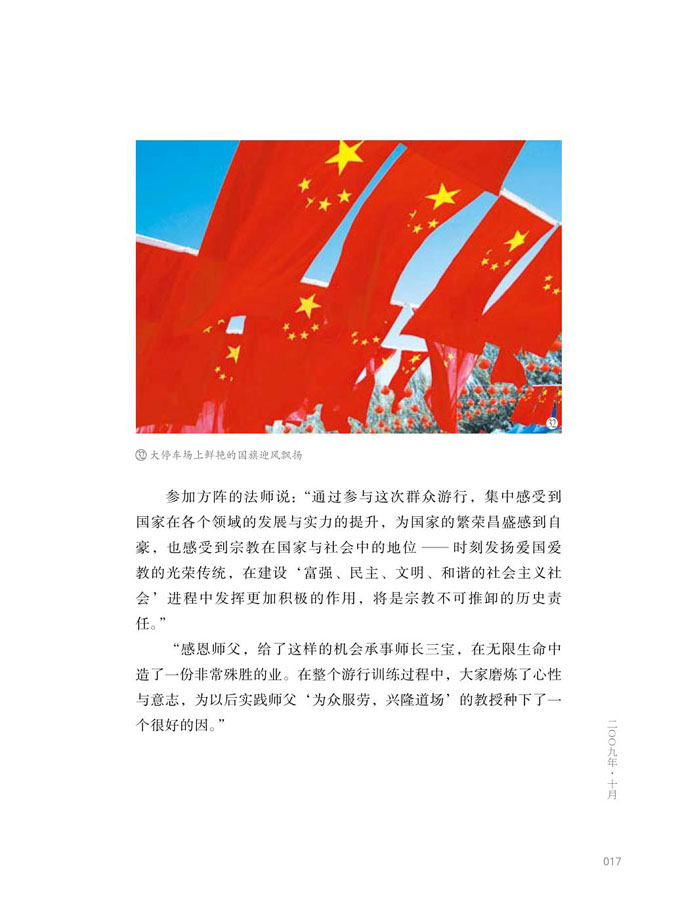 32
32 大停车场上鲜艳的国旗迎风飘扬
参加方阵的法师说：“通过参与这次群众游行，集中感受到
国家在各个领域的发展与实力的提升，为国家的繁荣昌盛感到自
豪，也感受到宗教在国家与社会中的地位——时刻发扬爱国爱
教的光荣传统，在建设‘富强、民主、文明、和谐的社会主义社
会’进程中发挥更加积极的作用，将是宗教不可推卸的历史责
任。”
“感恩师父，给了这样的机会承事师长三宝，在无限生命中
造了一份非常殊胜的业。在整个游行训练过程中，大家磨炼了心性
与意志，为以后实践师父‘为众服劳，兴隆道场’的教授种下了一
个很好的因。”
二〇〇九年·十月
017